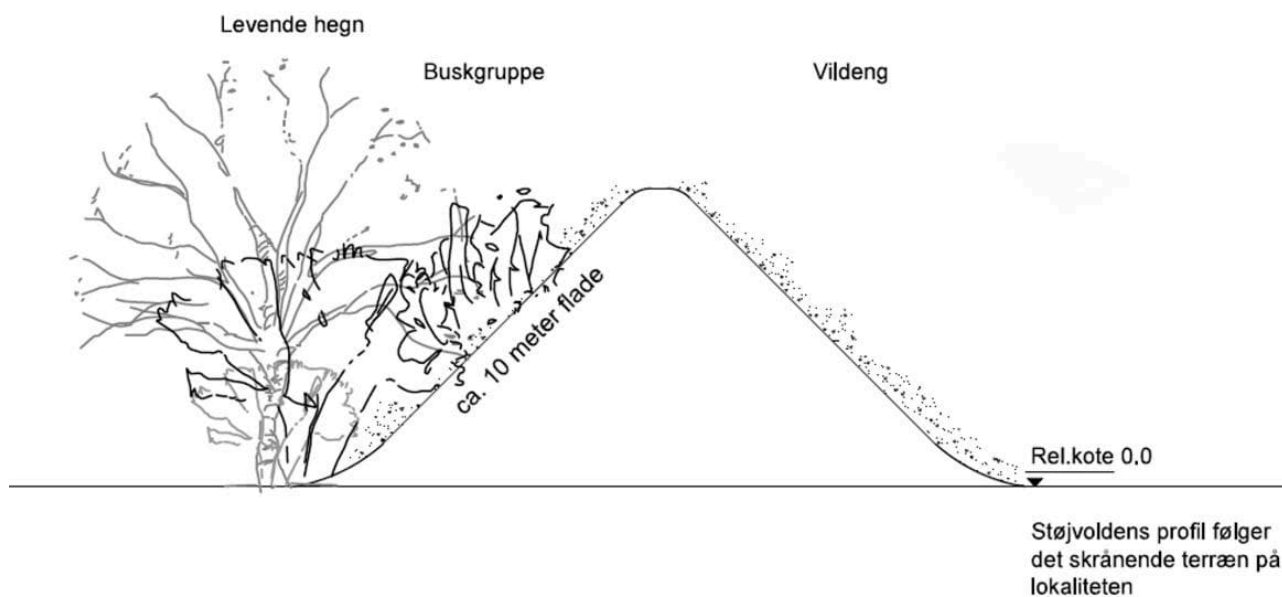 Levende hegn
Buskgruppe
Vildeng
ca. 10 meter flade
Rel.kote 0,0
Støjvoldens profil følger
det skrånende terræn på
lokaliteten